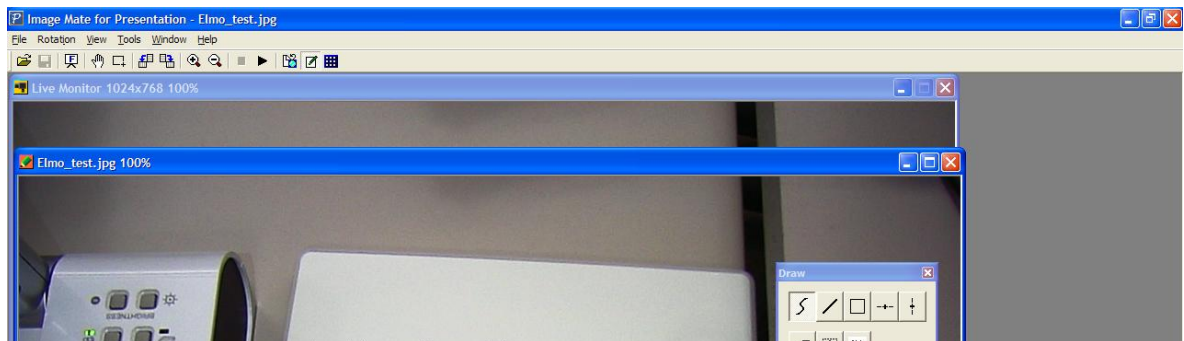 Image Mate for Presentation - Elmo_test.jpg
File Rotation View Tools Window Help
Live Monitor 1024x768 100%
Elmo_test.jpg 100%
Draw
BRIGHTNESS